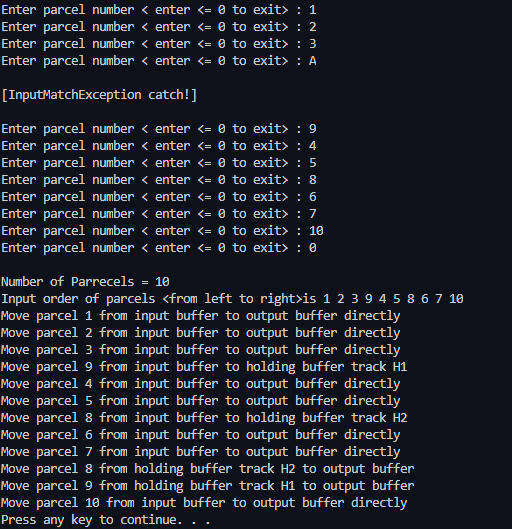 Enter parcel number < enter <= 0 to exit> : 1
Enter parcel number < enter <= 0 to exit> : 2
Enter parcel number < enter <= 0 to exit> : 3
Enter parcel number < enter <= 0 to exit> : A
[InputMatchException catch!]
Enter parcel number < enter <= 0 to exit> : 9
Enter parcel number < enter <= 0 to exit> : 4
Enter parcel number < enter <= 0 to exit> : 5
Enter parcel number < enter <= 0 to exit> : 8
Enter parcel number < enter <= 0 to exit> : 6
Enter parcel number < enter <= 0 to exit> : 7
Enter parcel number < enter <= 0 to exit> : 10
Enter parcel number < enter <= 0 to exit> : 0
Number of Parrecels = 10
Input order of parcels <from left to right>is 1 2 3 9 4 5 8 6 7 10
Move parcel 1 from input buffer to output buffer directly
Move parcel 2 from input buffer to output buffer directly
Move parcel 3 from input buffer to output buffer directly
Move parcel 9 from input buffer to holding buffer track H1
Move parcel 4 from input buffer to output buffer directly
Move parcel 5 from input buffer to output buffer directly
Move parcel 8 from input buffer to holding buffer track H2
Move parcel 6 from input buffer to output buffer directly
Move parcel 7 from input buffer to output buffer directly
Move parcel 8 from holding buffer track H2 to output buffer
Move parcel 9 from holding buffer track H1 to output buffer
Move parcel 10 from input buffer to output buffer directly
Press any key to continue. . .